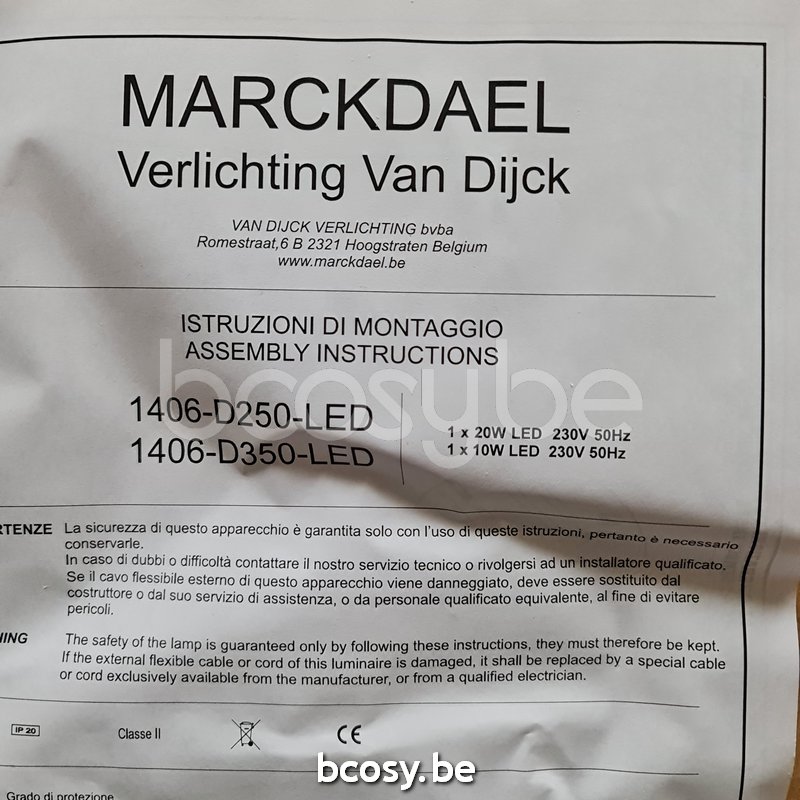 MARCKDAEL
Verlichting Van Dijck
VAN DIJCK VERLICHTING bvba
Romestraat,6 B 2321 Hoogstraten Belgium
www.marckdael.be
ISTRUZIONI DI MONTAGGIO
ASSEMBLY INSTRUCTIONS
bcosy.be
1406-D250-LED
1406-D350-LED
1 x 20W LED 230V 50Hz
1 x 10W LED 230V 50Hz
RTENZE La sicurezza di questo apparecchio è garantita solo con l'uso di queste istruzioni, pertanto è necessario
conservarle.
In caso di dubbi o difficoltà contattare il nostro servizio tecnico o rivolgersi ad un installatore qualificato.
Se il cavo flessibile esterno di questo apparecchio viene danneggiato, deve essere sostituito dal
costruttore o dal suo servizio di assistenza, o da personale qualificato equivalente, al fine di evitare
pericoli.
NING The safety of the lamp is guaranteed only by following these instructions, they must therefore be kept.
If the external flexible cable or cord of this luminaire is damaged, it shall be replaced by a special cable
or cord exclusively available from the manufacturer, or from a qualified electrician.
IP 20 Classe II CE
bcosy.be
Grado di protezione